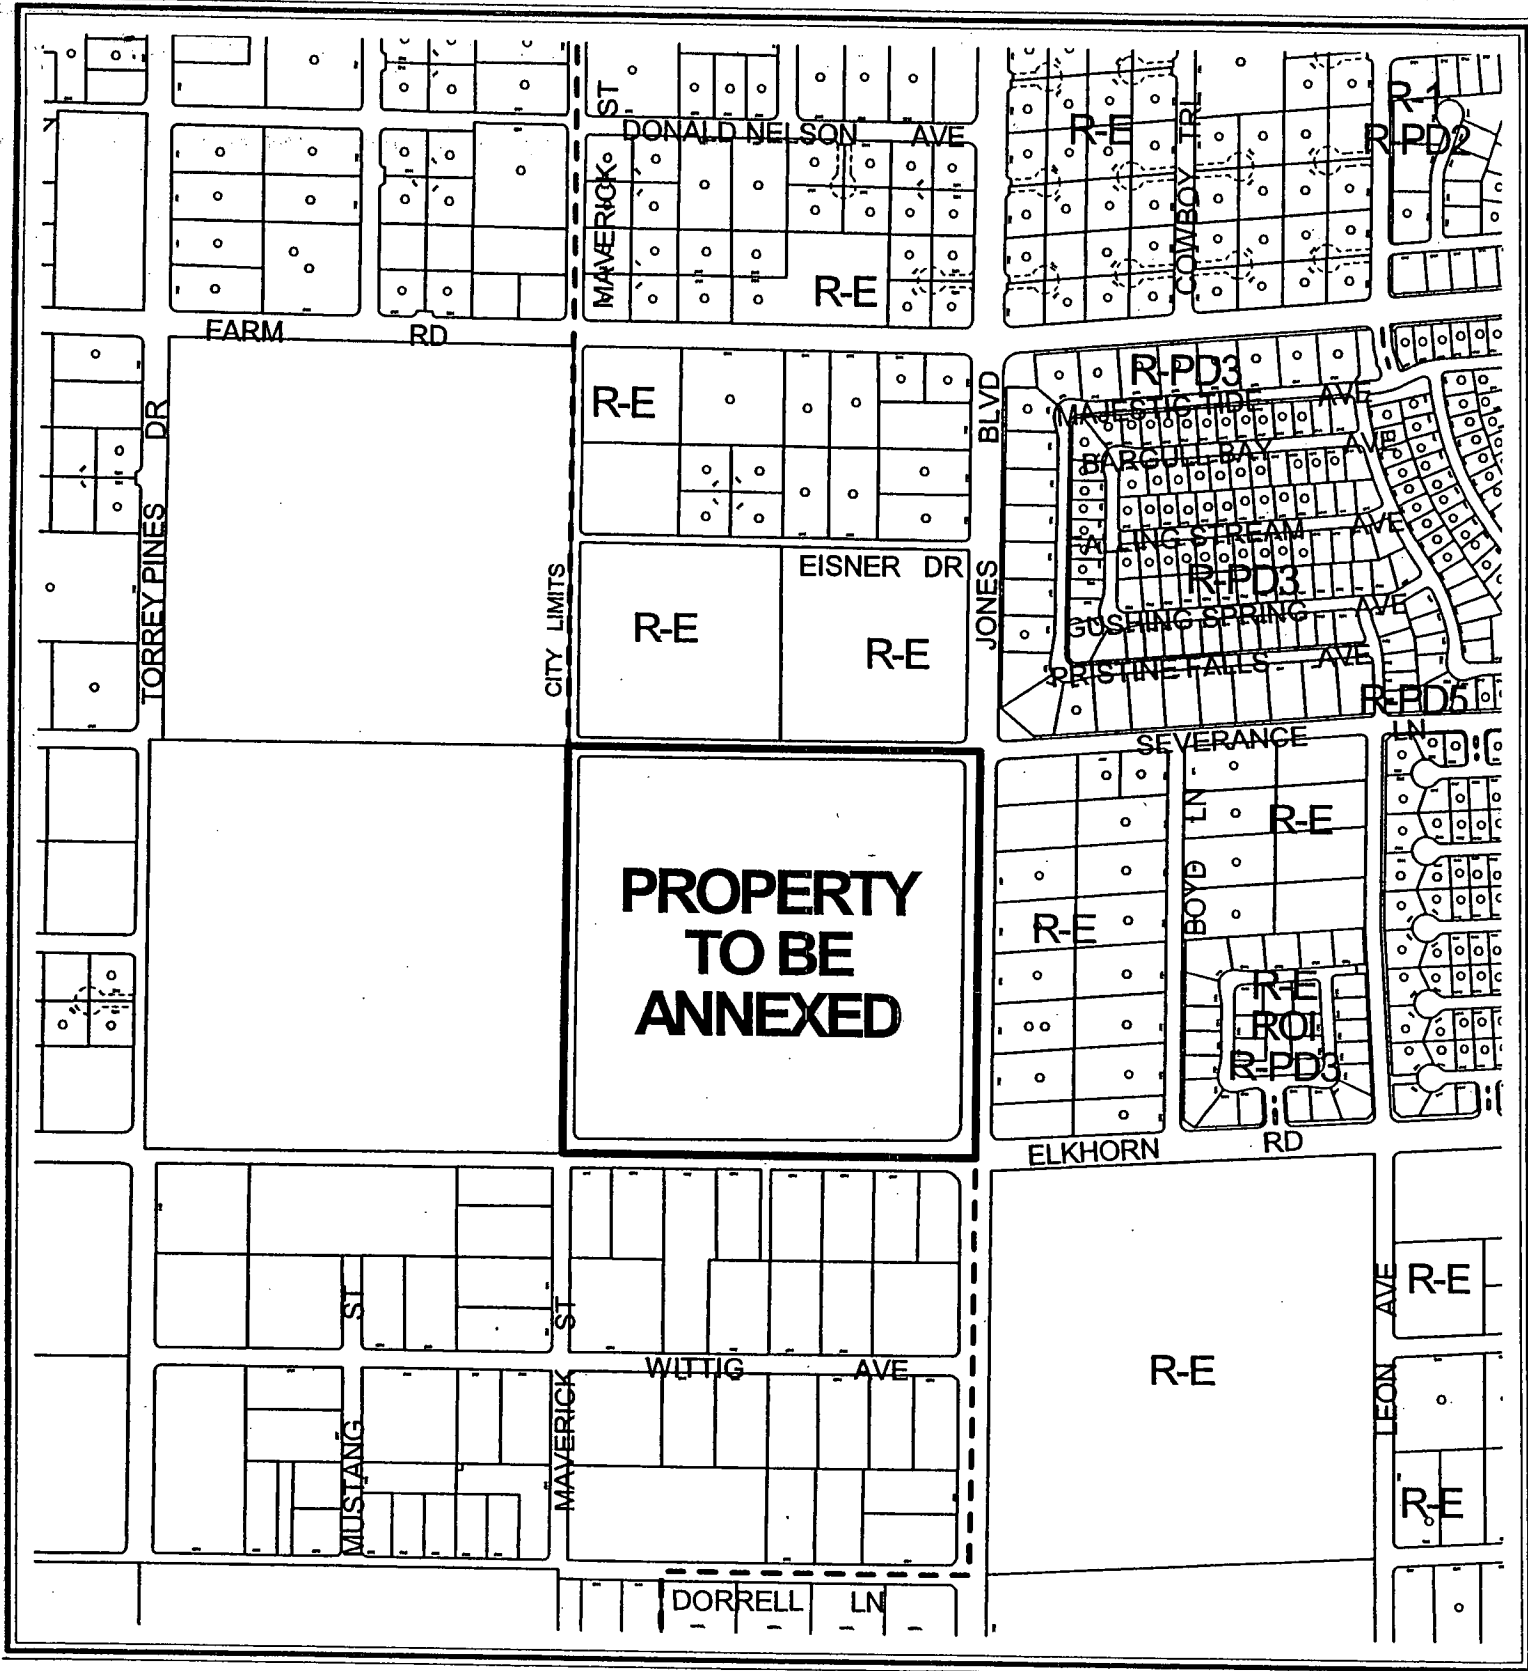 R-1
ST
DONALD NELSON AVE
R-E
TRL
R-PD2
MAVERICK
COWBOY
R-E
FARM RD
R-PD3
R-E
BLVD
MAJESTIC TIDE AVE
DR
BARGULL BAY AVE
FALLING STREAM AVE
TORREY PINES
EISNER DR
R-PD3
CITY LIMITS
JONES
GUSHING SPRING AVE
R-E
R-E
PRISTINE FALLS AVE
R-PD5
SEVERANCE LN
LN
R-E
PROPERTY
TO BE
ANNEXED
BOYD
R-E
R-E
ROI
R-PD3
ELKHORN RD
ST
ST
AVE
R-E
WITTIG AVE
R-E
LEON
MUSTANG
MAVERICK
R-E
DORRELL LN